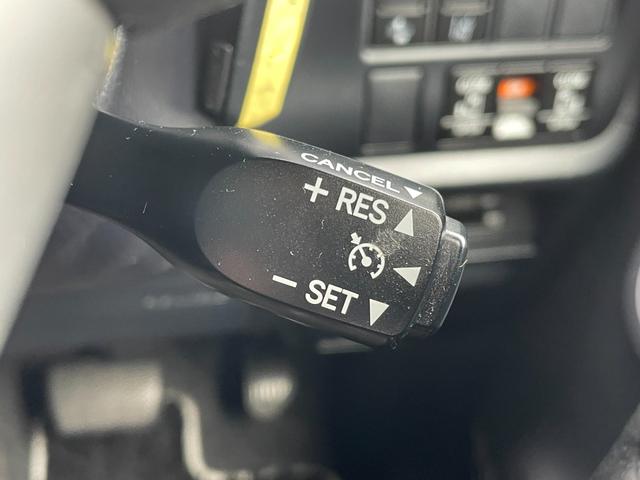 CANCEL ▼
+ RES ▲
◀
− SET ▼